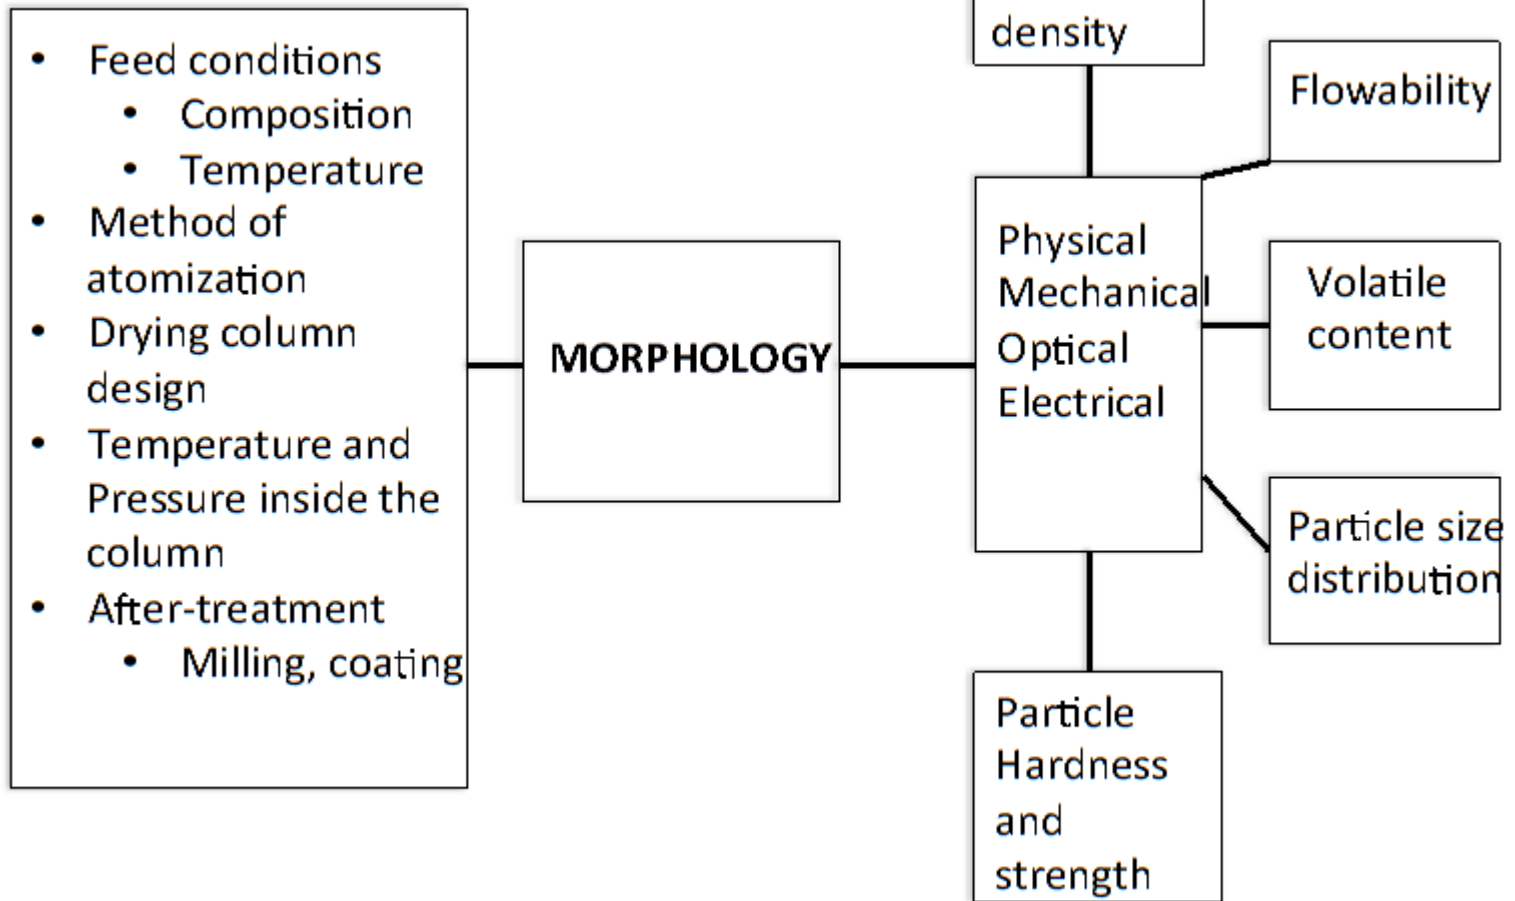 • Feed conditions
• Composition
• Temperature
• Method of
atomization
• Drying column
design
• Temperature and
Pressure inside the
column
• After-treatment
• Milling, coating
MORPHOLOGY
density
Physical
Mechanical
Optical
Electrical
Flowability
Volatile
content
Particle size
distribution
Particle
Hardness
and
strength